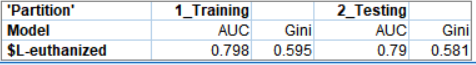 'Partition' 1_Training 2_Testing
Model AUC Gini AUC Gini
$L-euthanized 0.798 0.595 0.79 0.581